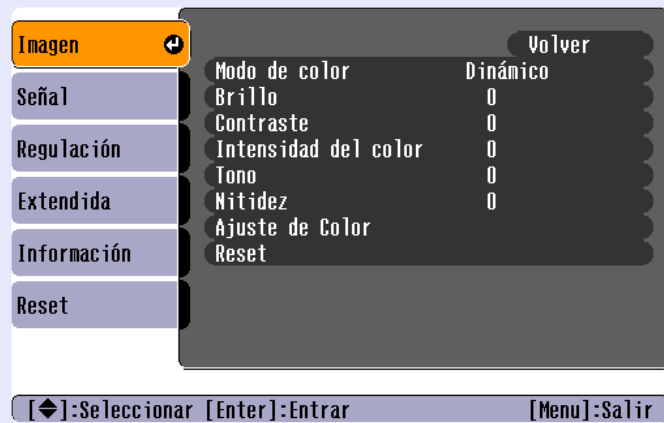 Imagen
Señal
Regulación
Extendida
Información
Reset
Volver
Modo de color Dinámico
Brillo 0
Contraste 0
Intensidad del color 0
Tono 0
Nitidez 0
Ajuste de Color
Reset
[◆]:Seleccionar [Enter]:Entrar [Menu]:Salir